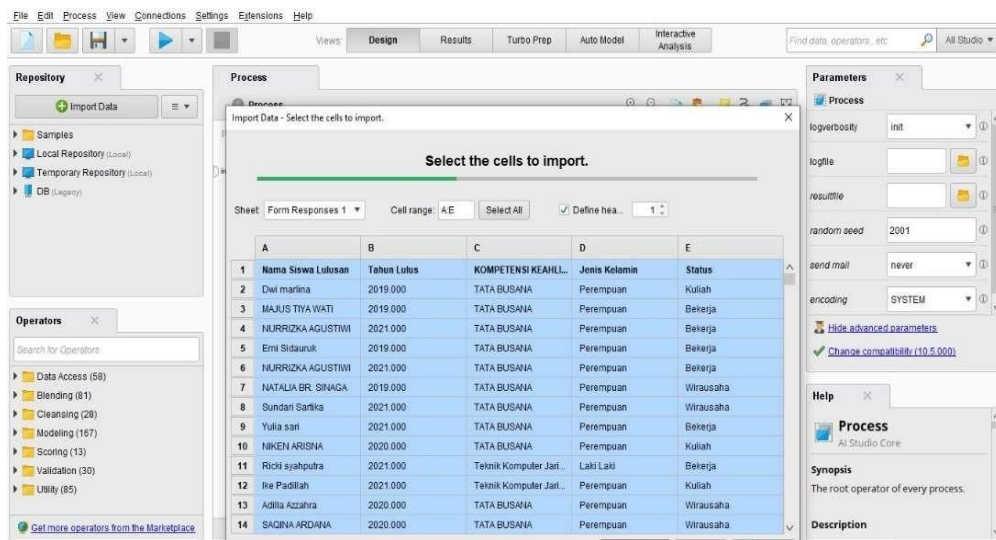 File Edit Process View Connections Settings Extensions Help
Views: Design Results Turbo Prep Auto Model Interactive Analysis Find data, operators...etc All Studio
Repository
Import Data
Samples
Local Repository (Local)
Temporary Repository (Local)
DB (Legacy)
Process
Process
Import Data - Select the cells to import.
Select the cells to import.
Sheet Form Responses 1 Cell range: A:E Select All Define hea... 1
A B C D E
1 Nama Siswa Lulusan Tahun Lulus KOMPETENSI KEAHLI... Jenis Kelamin Status
2 Dwi marlina 2019.000 TATA BUSANA Perempuan Kuliah
3 MAJUS TIYA WATI 2019.000 TATA BUSANA Perempuan Bekerja
4 NURRIZKA AGUSTIWI 2021.000 TATA BUSANA Perempuan Bekerja
5 Erni Sidauruk 2019.000 TATA BUSANA Perempuan Bekerja
6 NURRIZKA AGUSTIWI 2021.000 TATA BUSANA Perempuan Bekerja
7 NATALIA BR. SINAGA 2019.000 TATA BUSANA Perempuan Wirausaha
8 Sundari Sartika 2021.000 TATA BUSANA Perempuan Wirausaha
9 Yulia sari 2021.000 TATA BUSANA Perempuan Bekerja
10 NIKEN ARISNA 2020.000 TATA BUSANA Perempuan Kuliah
11 Ricki syahputra 2021.000 Teknik Komputer Jari... Laki Laki Bekerja
12 Ike Padillah 2021.000 Teknik Komputer Jari... Perempuan Kuliah
13 Adilla Azzahra 2020.000 TATA BUSANA Perempuan Wirausaha
14 SAQINA ARDANA 2020.000 TATA BUSANA Perempuan Wirausaha
Operators
Search for Operators
Data Access (58)
Blending (81)
Cleansing (28)
Modeling (167)
Scoring (13)
Validation (30)
Utility (85)
Get more operators from the Marketplace
Parameters
Process
logverbosity init
logfile
resultfile
random seed 2001
send mail never
encoding SYSTEM
Hide advanced parameters
Change compatibility (10.5.000)
Help
Process
AI Studio Core
Synopsis
The root operator of every process.
Description